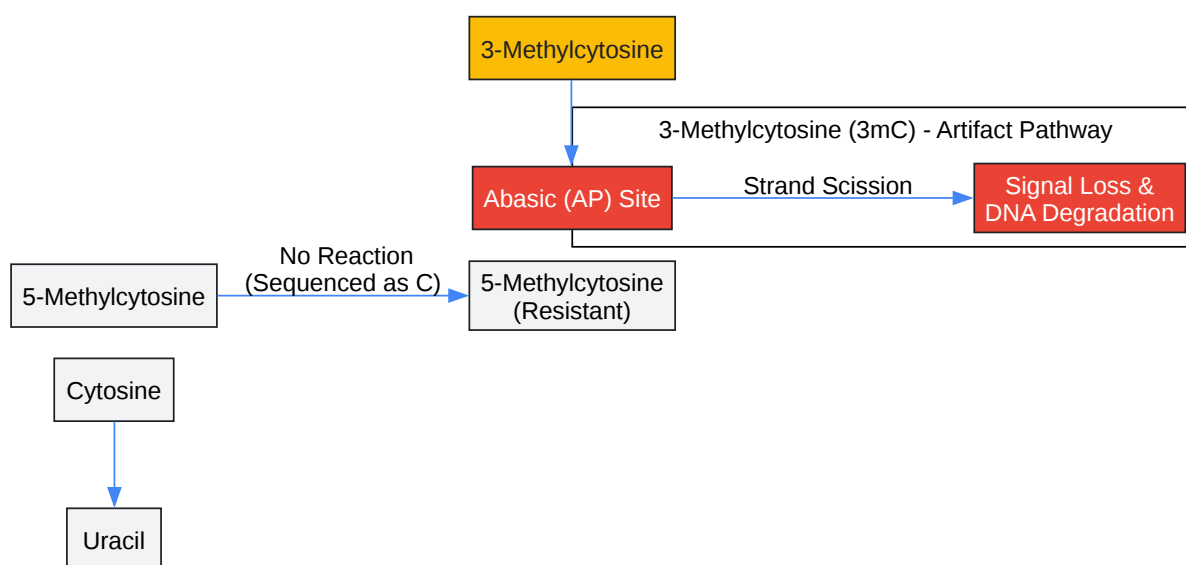 3-Methylcytosine
3-Methylcytosine (3mC) - Artifact Pathway
Abasic (AP) Site
Strand Scission
Signal Loss &
DNA Degradation
5-Methylcytosine
No Reaction
(Sequenced as C)
5-Methylcytosine
(Resistant)
Cytosine
Uracil